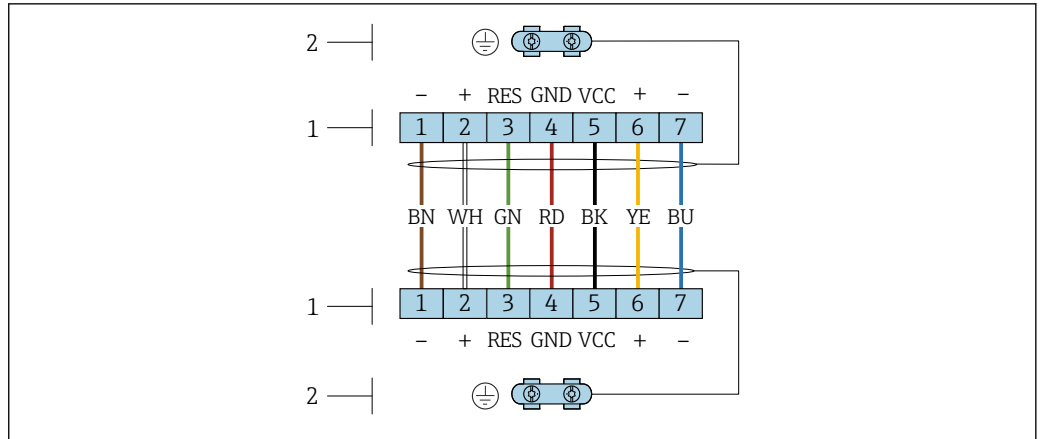 2
– + RES GND VCC + –
1 1 2 3 4 5 6 7
BN WH GN RD BK YE BU
1 1 2 3 4 5 6 7
– + RES GND VCC + –
2